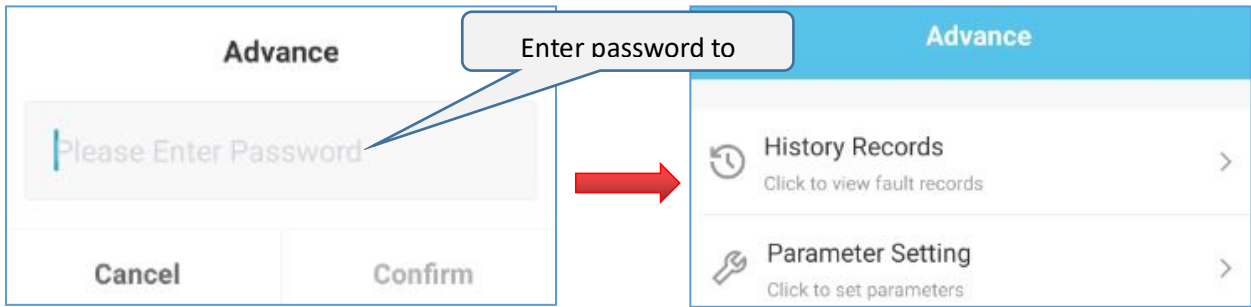 Advance
Enter password to
Please Enter Password
Cancel
Confirm
Advance
History Records
Click to view fault records
Parameter Setting
Click to set parameters